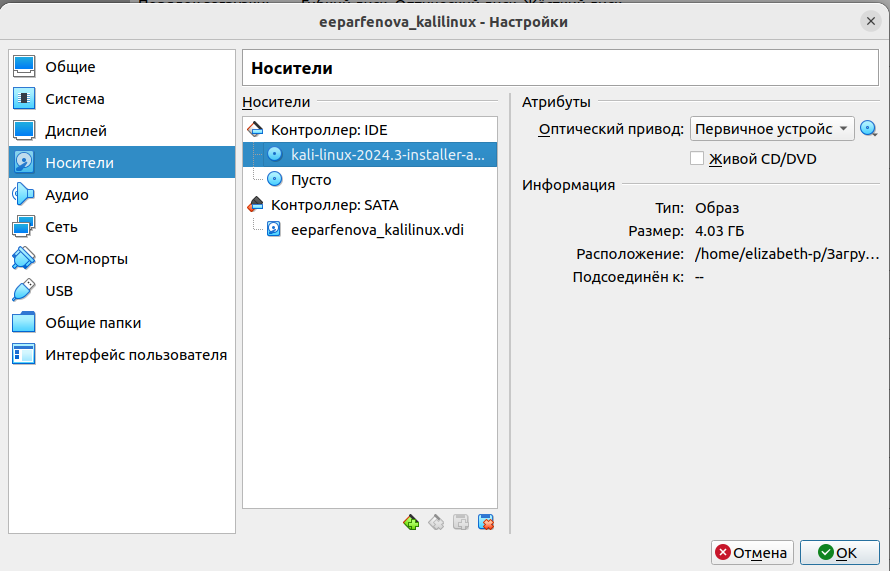 eeparfenova_kalilinux - Настройки
Общие
Система
Дисплей
Носители
Аудио
Сеть
COM-порты
USB
Общие папки
Интерфейс пользователя
Носители
Носители
Контроллер: IDE
kali-linux-2024.3-installer-a...
Пусто
Контроллер: SATA
eeparfenova_kalilinux.vdi
Атрибуты
Оптический привод: Первичное устройс
Живой CD/DVD
Информация
Тип: Образ
Размер: 4.03 ГБ
Расположение: /home/elizabeth-p/Загру...
Подсоединён к: --
Отмена
OK